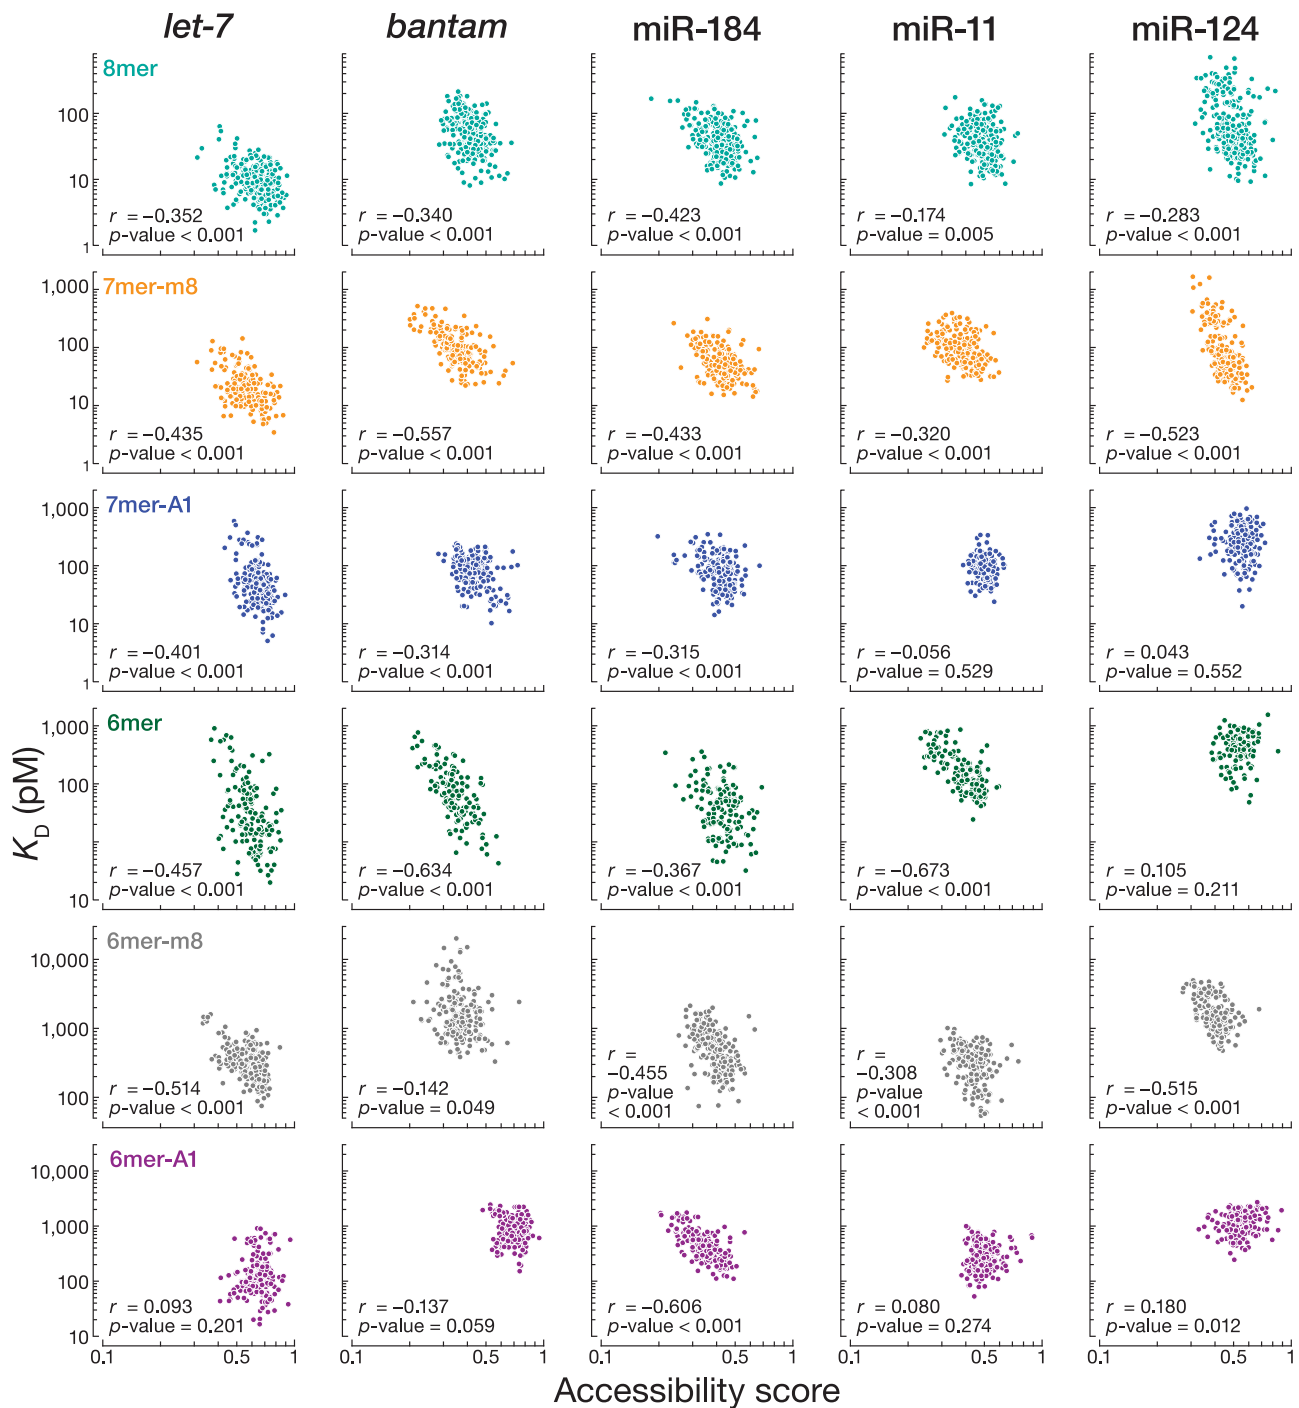 let-7 bantam miR-184 miR-11 miR-124
8mer
100
10
1
r = −0.352
p-value < 0.001
r = −0.340
p-value < 0.001
r = −0.423
p-value < 0.001
r = −0.174
p-value = 0.005
r = −0.283
p-value < 0.001
7mer-m8
1,000
100
10
1
r = −0.435
p-value < 0.001
r = −0.557
p-value < 0.001
r = −0.433
p-value < 0.001
r = −0.320
p-value < 0.001
r = −0.523
p-value < 0.001
7mer-A1
1,000
100
10
1
r = −0.401
p-value < 0.001
r = −0.314
p-value < 0.001
r = −0.315
p-value < 0.001
r = −0.056
p-value = 0.529
r = 0.043
p-value = 0.552
6mer
1,000
100
10
r = −0.457
p-value < 0.001
r = −0.634
p-value < 0.001
r = −0.367
p-value < 0.001
r = −0.673
p-value < 0.001
r = 0.105
p-value = 0.211
KD (pM)
6mer-m8
10,000
1,000
100
r = −0.514
p-value < 0.001
r = −0.142
p-value = 0.049
r =
−0.455
p-value
< 0.001
r =
−0.308
p-value
< 0.001
r = −0.515
p-value < 0.001
6mer-A1
10,000
1,000
100
10
r = 0.093
p-value = 0.201
r = −0.137
p-value = 0.059
r = −0.606
p-value < 0.001
r = 0.080
p-value = 0.274
r = 0.180
p-value = 0.012
0.1 0.5 1 0.1 0.5 1 0.1 0.5 1 0.1 0.5 1 0.1 0.5 1
Accessibility score